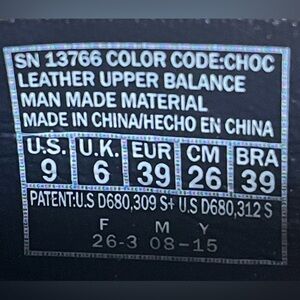 SN 13766 COLOR CODE:CHOC
LEATHER UPPER BALANCE
MAN MADE MATERIAL
MADE IN CHINA/HECHO EN CHINA
U.S. U.K. EUR CM BRA
9 6 39 26 39
PATENT:U.S D680,309 S+ U.S D680,312 S
F M Y
26-3 08-15